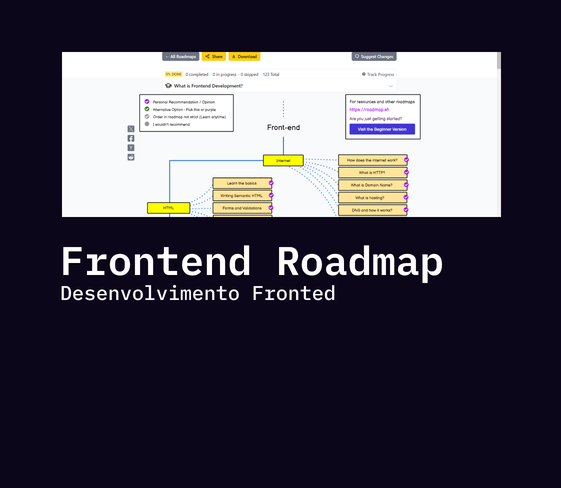 All Roadmaps
Share
Download
Suggest Changes
0% DONE 0 completed 0 in progress 0 skipped 123 Total
Track Progress
What is Frontend Development?
Personal Recommendation / Opinion
Alternative Option - Pick this or purple
Order in roadmap not strict (Learn anytime)
I wouldn't recommend
For resources and other roadmaps
https://roadmap.sh
Are you just getting started?
Visit the Beginner Version
Front-end
Internet
How does the internet work?
What is HTTP?
What is Domain Name?
What is hosting?
DNS and how it works?
Learn the basics
Writing Semantic HTML
Forms and Validations
HTML
Frontend Roadmap
Desenvolvimento Fronted